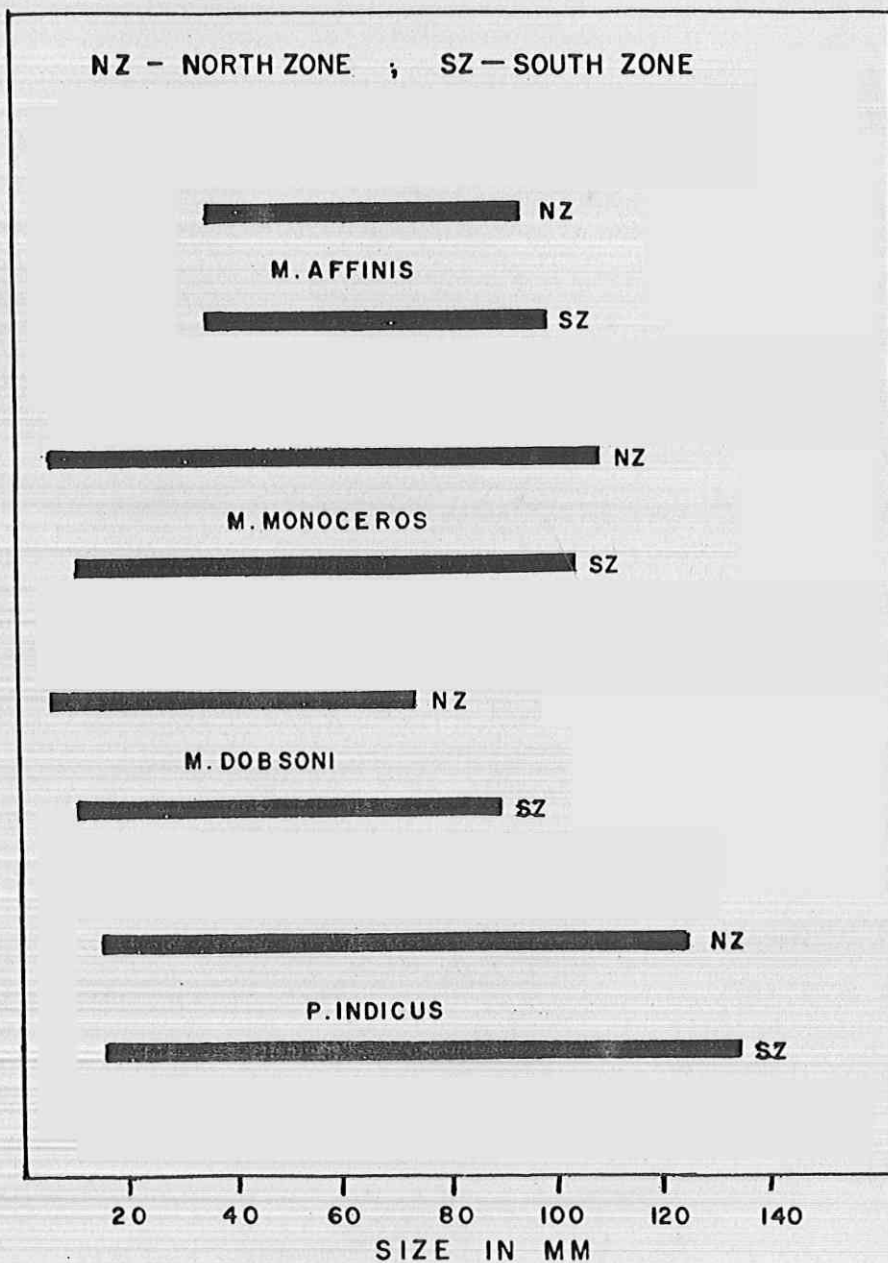 NZ - NORTH ZONE ; SZ - SOUTH ZONE
NZ
M. AFFINIS
SZ
NZ
M. MONOCEROS
SZ
NZ
M. DOBSONI
SZ
NZ
P. INDICUS
SZ
20 40 60 80 100 120 140
SIZE IN MM